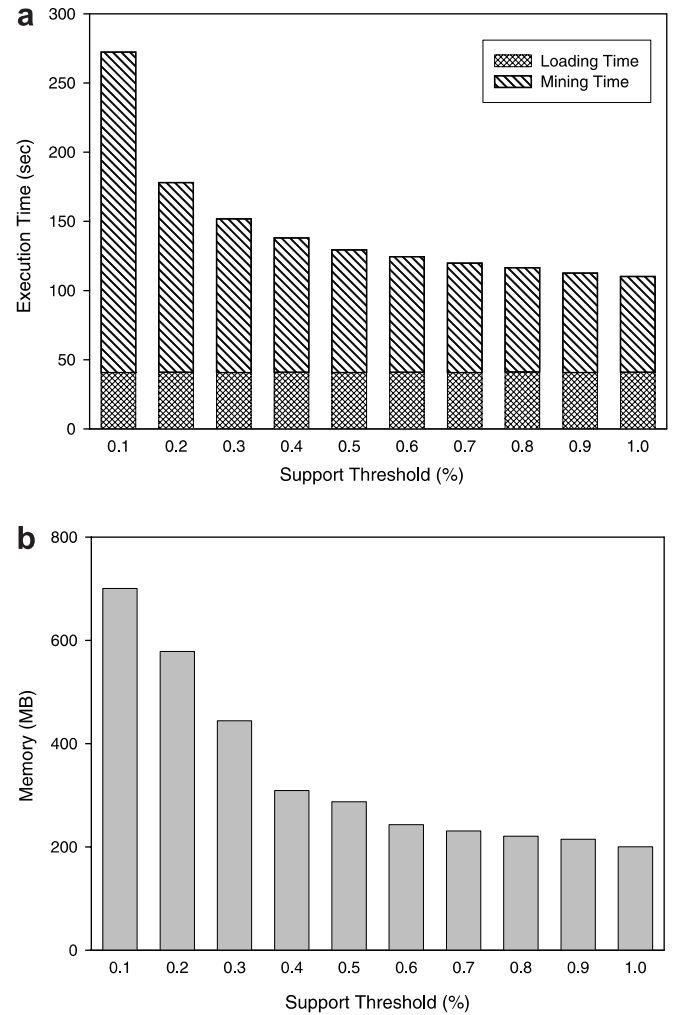 a
300
250
200
150
100
50
0
Execution Time (sec)
Loading Time
Mining Time
0.1 0.2 0.3 0.4 0.5 0.6 0.7 0.8 0.9 1.0
Support Threshold (%)
b
800
600
400
200
0
Memory (MB)
0.1 0.2 0.3 0.4 0.5 0.6 0.7 0.8 0.9 1.0
Support Threshold (%)